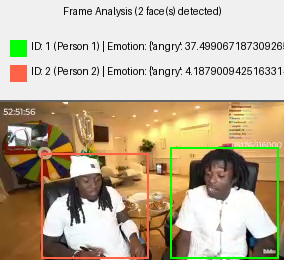 Frame Analysis (2 face(s) detected)
ID: 1 (Person 1) | Emotion: {'angry': 37.49906718730926
ID: 2 (Person 2) | Emotion: {'angry': 4.187900942516331
52:51:56